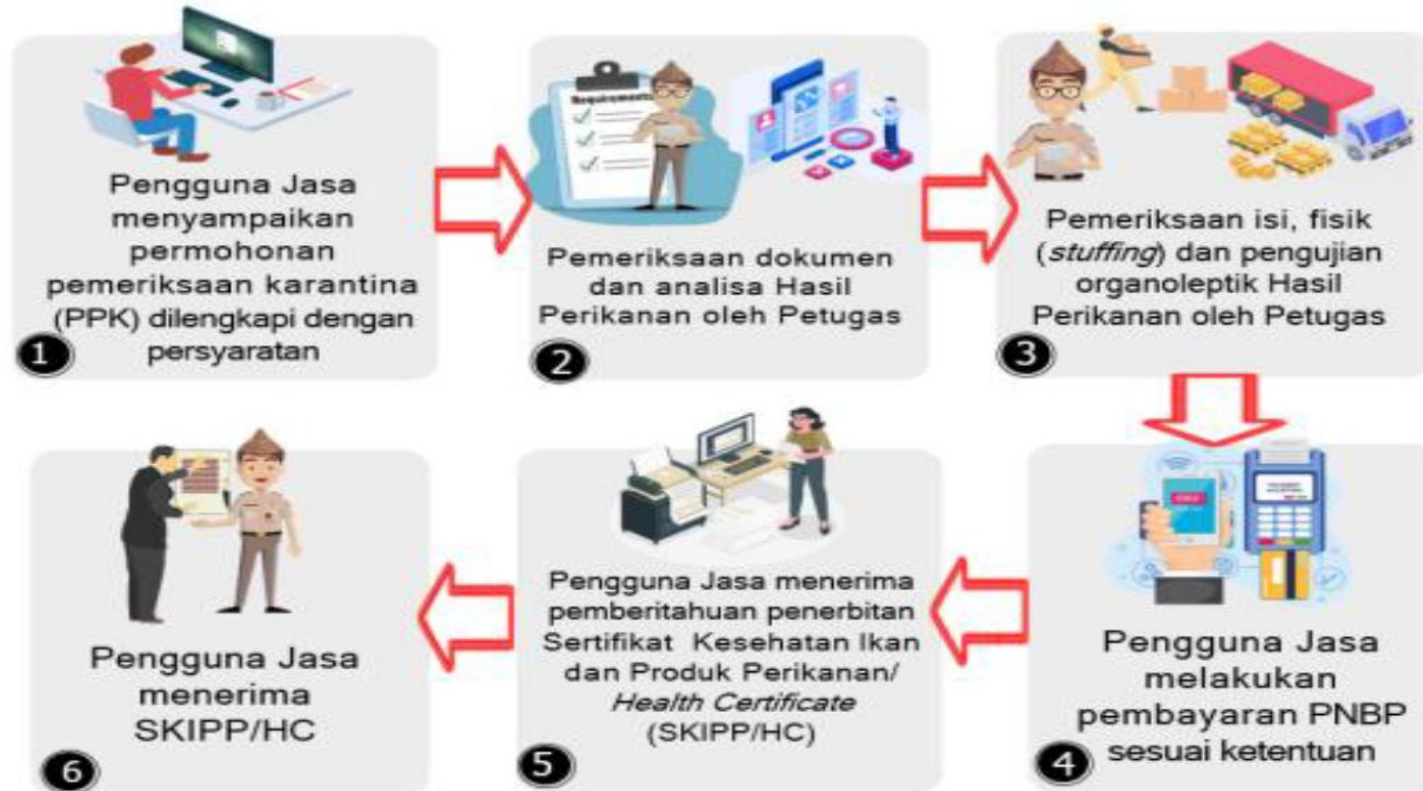 Pengguna Jasa
menyampaikan
permohonan
pemeriksaan karantina
(PPK) dilengkapi dengan
persyaratan
1
Requirements
Pemeriksaan dokumen
dan analisa Hasil
Perikanan oleh Petugas
2
Pemeriksaan isi, fisik
(stuffing) dan pengujian
organoleptik Hasil
Perikanan oleh Petugas
3
Pengguna Jasa
melakukan
pembayaran PNBP
sesuai ketentuan
4
Pengguna Jasa menerima
pemberitahuan penerbitan
Sertifikat Kesehatan Ikan
dan Produk Perikanan/
Health Certificate
(SKIPP/HC)
5
Pengguna Jasa
menerima
SKIPP/HC
6